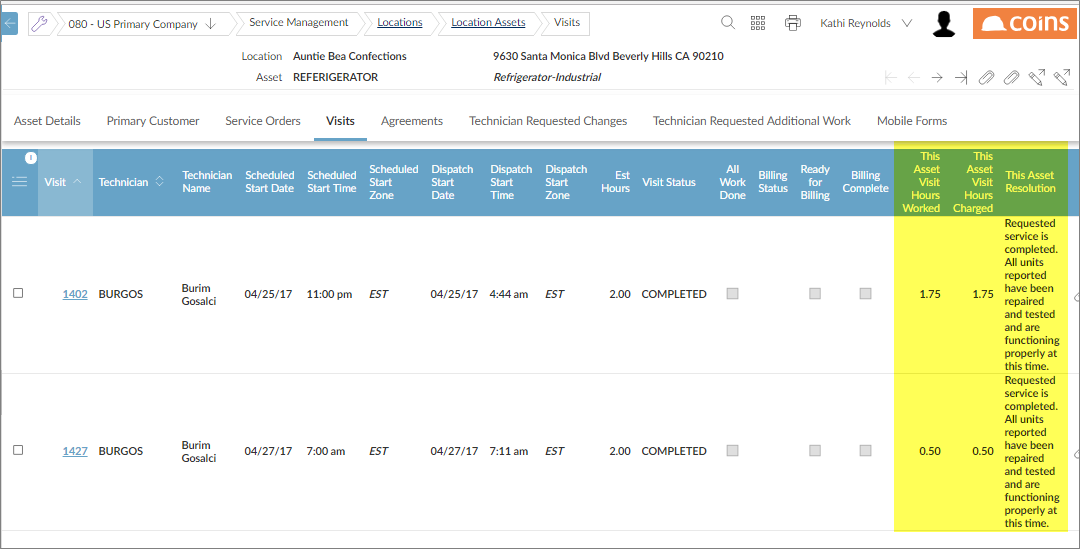 080 - US Primary Company Service Management Locations Location Assets Visits Kathi Reynolds coins
Location Auntie Bea Confections 9630 Santa Monica Blvd Beverly Hills CA 90210
Asset REFERIGERATOR Refrigerator-Industrial
Asset Details Primary Customer Service Orders Visits Agreements Technician Requested Changes Technician Requested Additional Work Mobile Forms
Visit
Technician
Technician
Name
Scheduled
Start Date
Scheduled
Start Time
Scheduled
Start
Zone
Dispatch
Start
Date
Dispatch
Start
Time
Dispatch
Start
Zone
Est
Hours
Visit Status
All
Work
Done
Billing
Status
Ready
for
Billing
Billing
Complete
This
Asset
Visit
Hours
Worked
This
Asset
Visit
Hours
Charged
This Asset
Resolution
1402 BURGOS
Burim
Gosalci
04/25/17 11:00 pm EST 04/25/17 4:44 am EST 2.00 COMPLETED 1.75 1.75
Requested
service is
completed.
All units
reported
have been
repaired
and tested
and are
functioning
properly at
this time.
1427 BURGOS
Burim
Gosalci
04/27/17 7:00 am EST 04/27/17 7:11 am EST 2.00 COMPLETED 0.50 0.50
Requested
service is
completed.
All units
reported
have been
repaired
and tested
and are
functioning
properly at
this time.